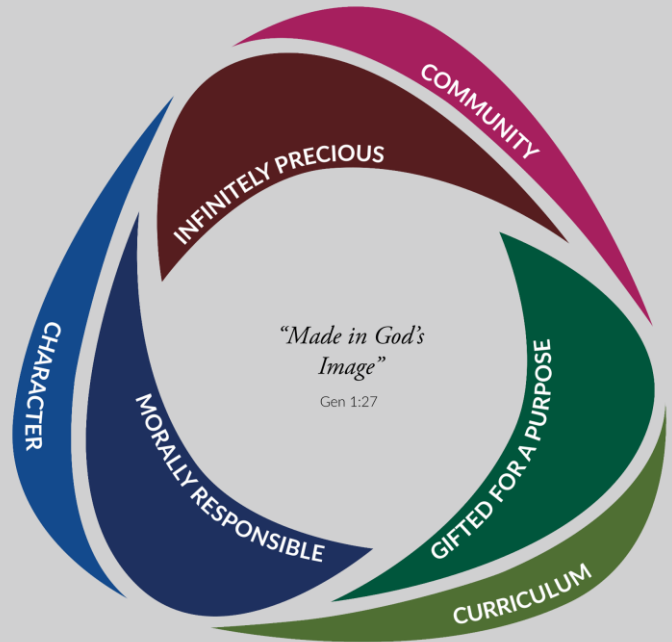 COMMUNITY
INFINITELY PRECIOUS
“Made in God’s
Image”
Gen 1:27
CHARACTER
MORALLY RESPONSIBLE
GIFTED FOR A PURPOSE
CURRICULUM